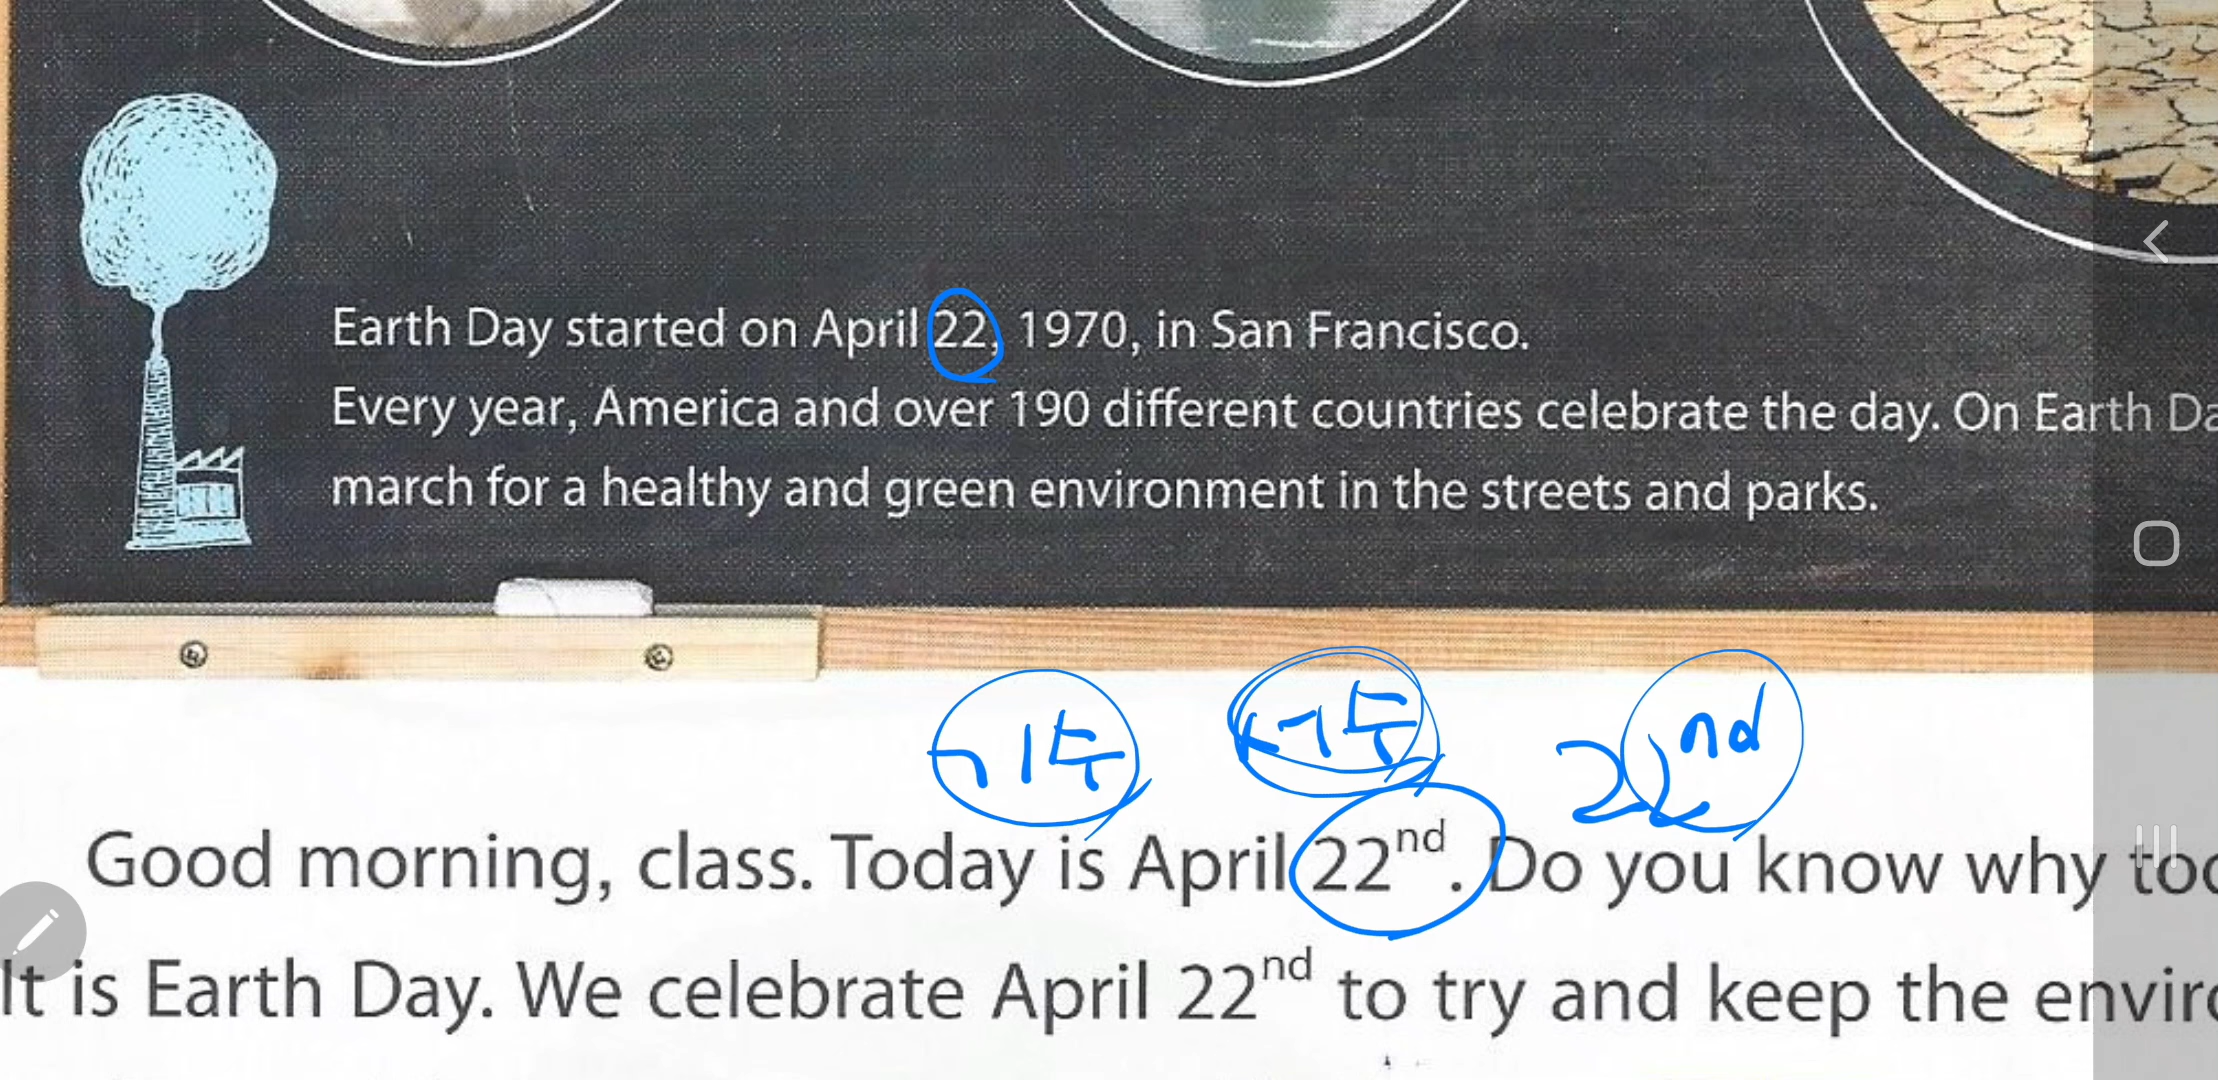 Earth Day started on April 22, 1970, in San Francisco.
Every year, America and over 190 different countries celebrate the day. On Earth Da
march for a healthy and green environment in the streets and parks.
기수 서수 22nd
Good morning, class. Today is April 22nd. Do you know why tod
It is Earth Day. We celebrate April 22nd to try and keep the enviro